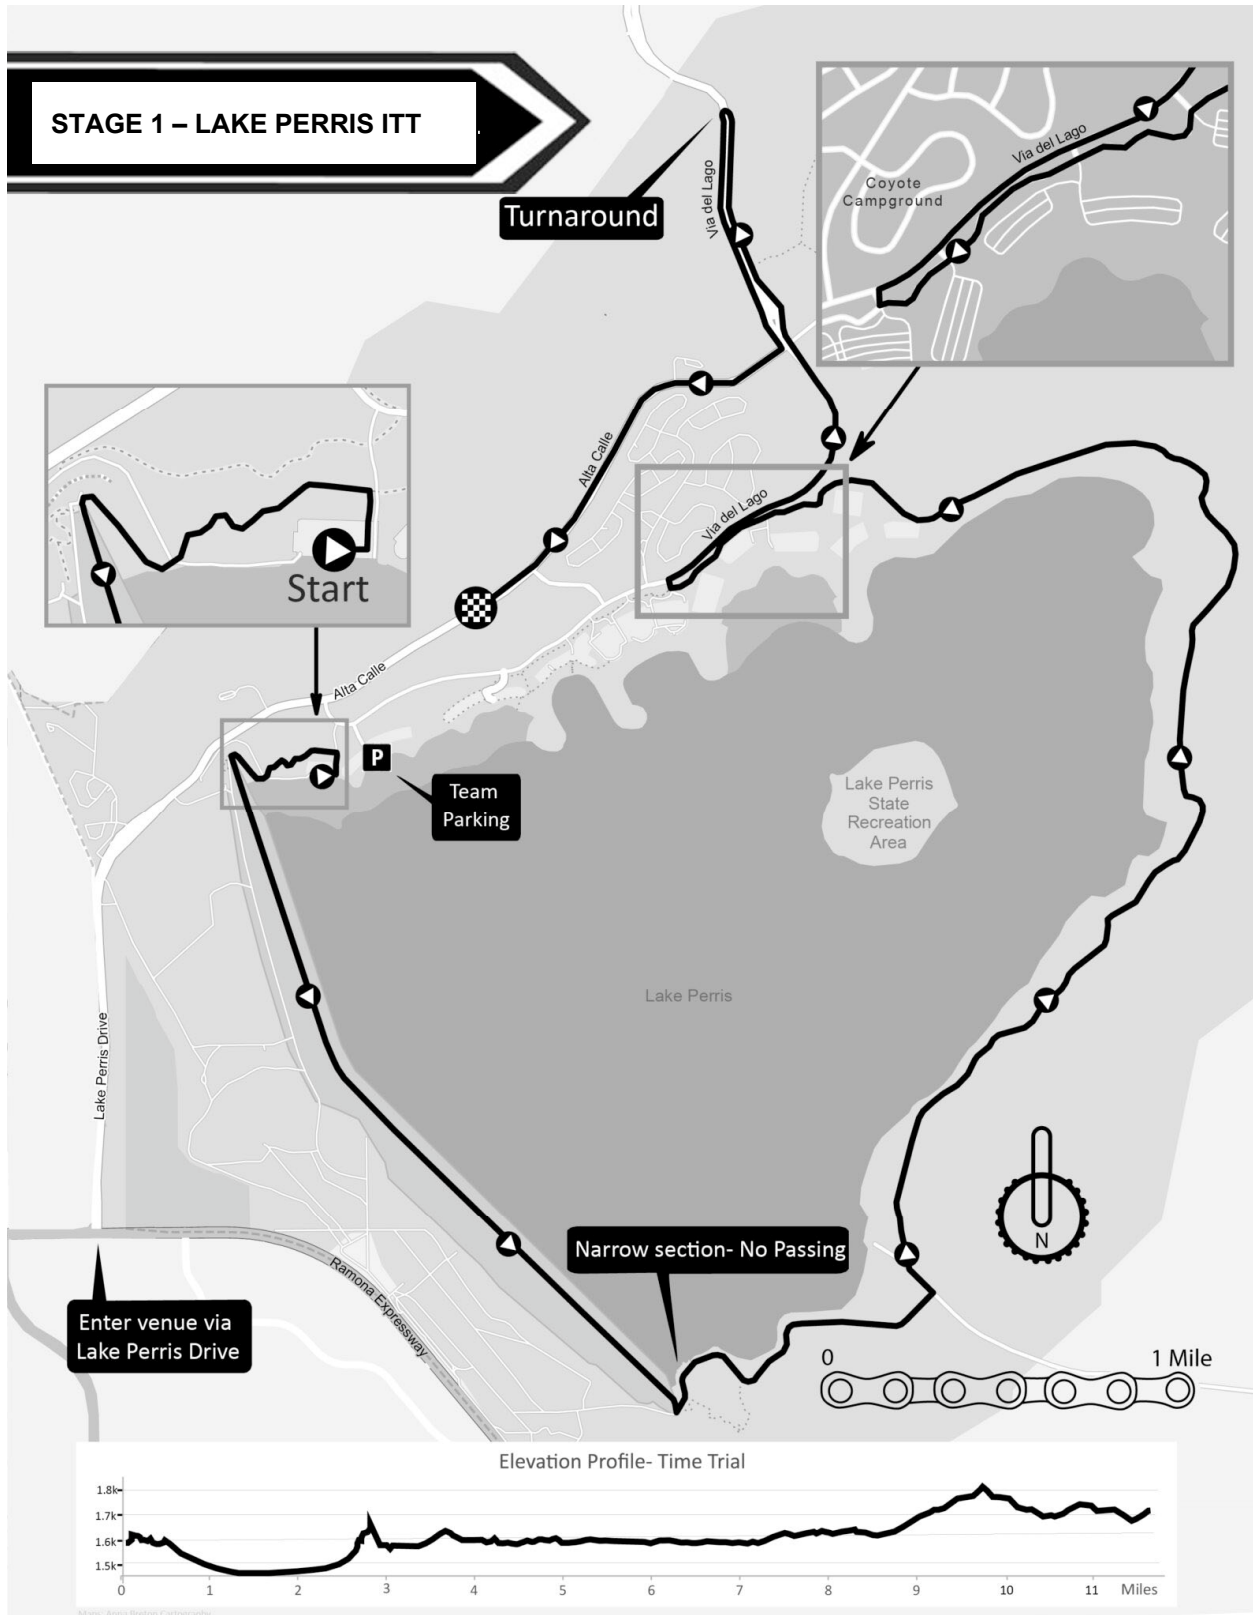 STAGE 1 – LAKE PERRIS ITT
.
Turnaround
Via del Lago
Via del Lago
Coyote
Campground
Start
Alta Calle
Via del Lago
Alta Calle
P
Team
Parking
Lake Perris
State
Recreation
Area
Lake Perris
Lake Perris Drive
Narrow section- No Passing
N
Ramona Expressway
Enter venue via
Lake Perris Drive
0 1 Mile
Elevation Profile- Time Trial
1.8k
1.7k
1.6k
1.5k
0 1 2 3 4 5 6 7 8 9 10 11 Miles